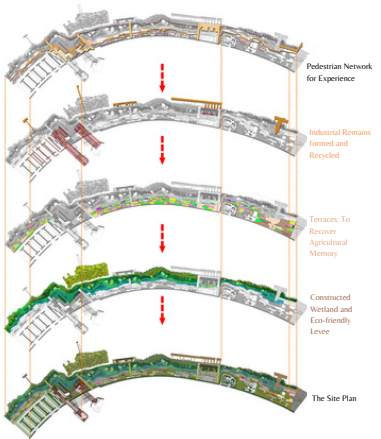 Pedestrian Network
for Experience
Industrial Remains
formed and
Recycled
Terraces: To
Recover
Agricultural
Memory
Constructed
Wetland and
Eco-friendly
Levee
The Site Plan